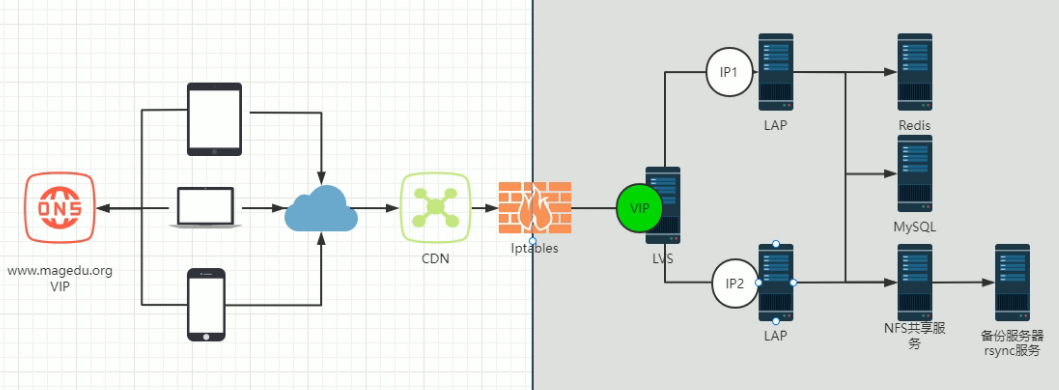 DNS
www.magedu.org
VIP
CDN
Iptables
VIP
LVS
IP1
LAP
IP2
LAP
Redis
MySQL
NFS共享服
务
备份服务器
rsync服务